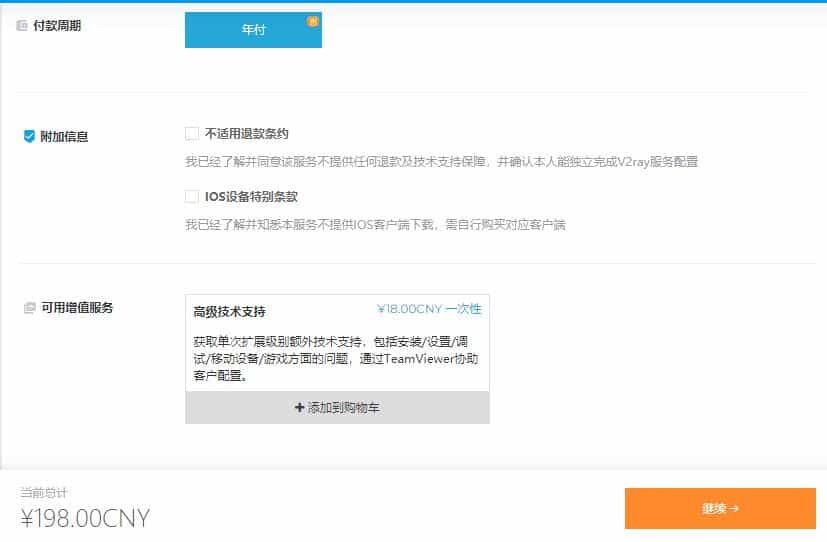 付款周期
年付
附加信息
不适用退款条约
我已经了解并同意该服务不提供任何退款及技术支持保障，并确认本人能独立完成V2ray服务配置
IOS设备特别条款
我已经了解并知悉本服务不提供IOS客户端下载，需自行购买对应客户端
可用增值服务
高级技术支持 ¥18.00CNY 一次性
获取单次扩展级别额外技术支持，包括安装/设置/调
试/移动设备/游戏方面的问题，通过TeamViewer协助
客户配置。
+ 添加到购物车
当前总计
¥198.00CNY
继续 →